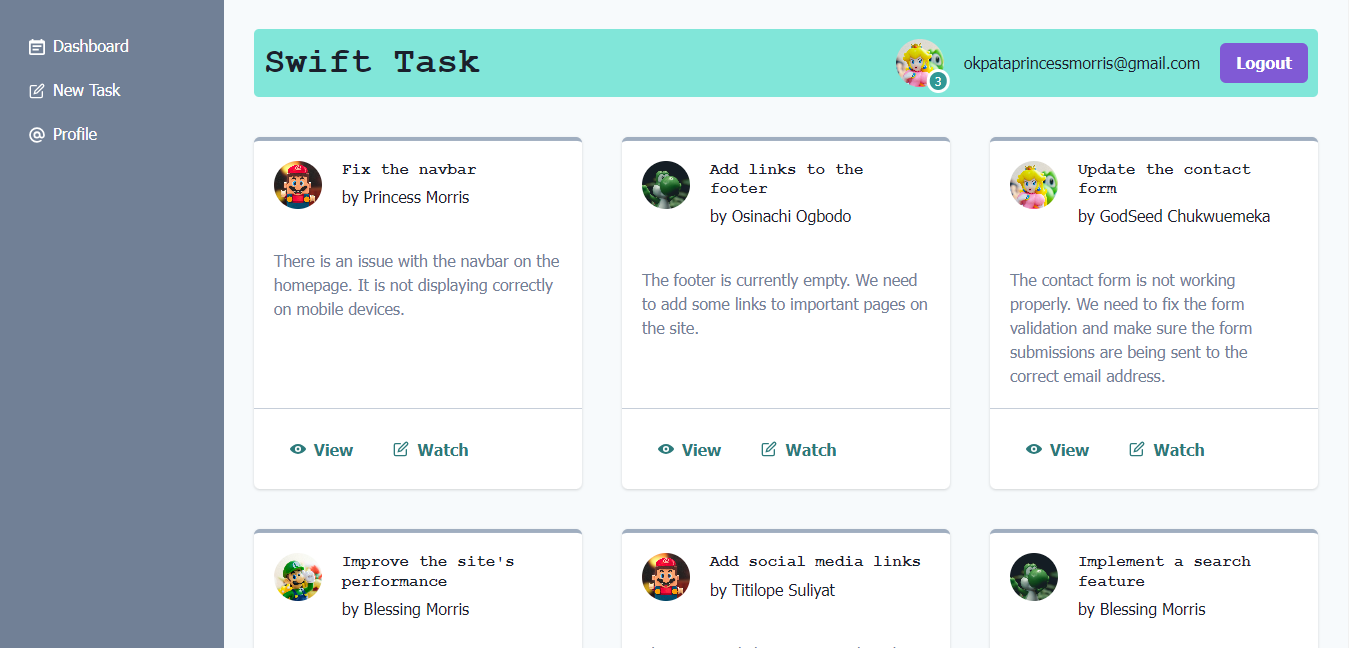 Dashboard
New Task
Profile
Swift Task
3
okpataprincessmorris@gmail.com
Logout
Fix the navbar
by Princess Morris
There is an issue with the navbar on the
homepage. It is not displaying correctly
on mobile devices.
View
Watch
Add links to the
footer
by Osinachi Ogbodo
The footer is currently empty. We need
to add some links to important pages on
the site.
View
Watch
Update the contact
form
by GodSeed Chukwuemeka
The contact form is not working
properly. We need to fix the form
validation and make sure the form
submissions are being sent to the
correct email address.
View
Watch
Improve the site's
performance
by Blessing Morris
Add social media links
by Titilope Suliyat
Implement a search
feature
by Blessing Morris